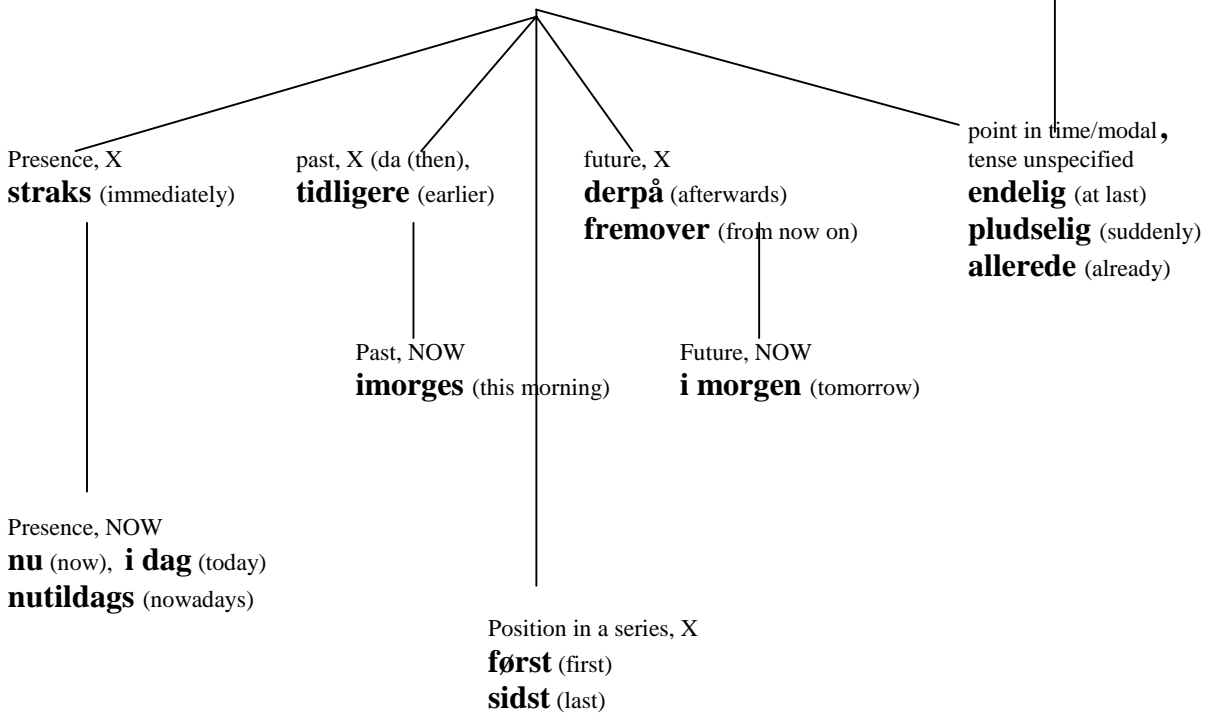 Presence, X
straks (immediately)
past, X (da (then),
tidligere (earlier)
future, X
derpå (afterwards)
fremover (from now on)
point in time/modal,
tense unspecified
endelig (at last)
pludselig (suddenly)
allerede (already)
Past, NOW
imorges (this morning)
Future, NOW
i morgen (tomorrow)
Presence, NOW
nu (now), i dag (today)
nutildags (nowadays)
Position in a series, X
først (first)
sidst (last)